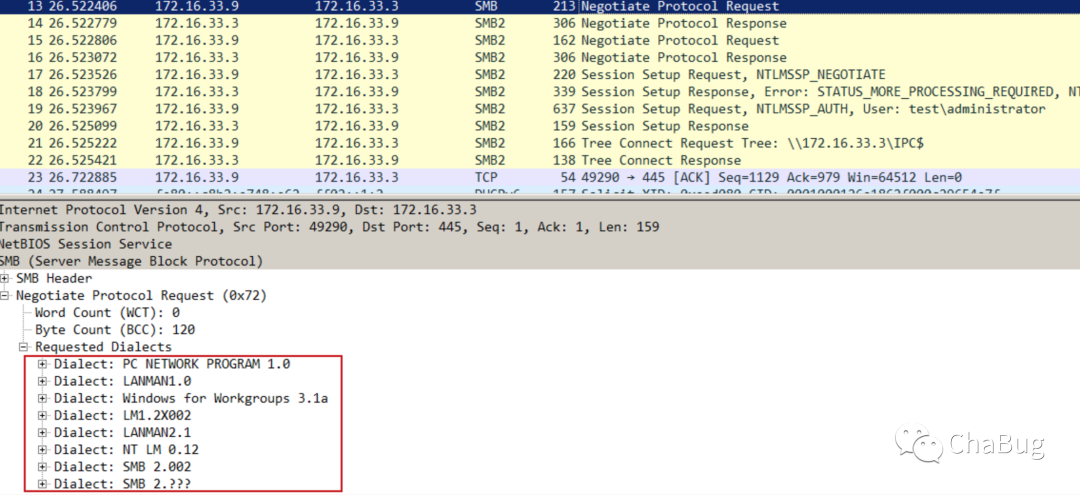 13 26.522406 172.16.33.9 172.16.33.3 SMB 213 Negotiate Protocol Request
14 26.522779 172.16.33.3 172.16.33.9 SMB2 306 Negotiate Protocol Response
15 26.522806 172.16.33.9 172.16.33.3 SMB2 162 Negotiate Protocol Request
16 26.523072 172.16.33.3 172.16.33.9 SMB2 306 Negotiate Protocol Response
17 26.523526 172.16.33.9 172.16.33.3 SMB2 220 Session Setup Request, NTLMSSP_NEGOTIATE
18 26.523799 172.16.33.3 172.16.33.9 SMB2 339 Session Setup Response, Error: STATUS_MORE_PROCESSING_REQUIRED, NT
19 26.523967 172.16.33.9 172.16.33.3 SMB2 637 Session Setup Request, NTLMSSP_AUTH, User: test\administrator
20 26.525099 172.16.33.3 172.16.33.9 SMB2 159 Session Setup Response
21 26.525222 172.16.33.9 172.16.33.3 SMB2 166 Tree Connect Request Tree: \\172.16.33.3\IPC$
22 26.525421 172.16.33.3 172.16.33.9 SMB2 138 Tree Connect Response
23 26.722885 172.16.33.9 172.16.33.3 TCP 54 49290 → 445 [ACK] Seq=1129 Ack=979 Win=64512 Len=0
Internet Protocol Version 4, Src: 172.16.33.9, Dst: 172.16.33.3
Transmission Control Protocol, Src Port: 49290, Dst Port: 445, Seq: 1, Ack: 1, Len: 159
NetBIOS Session Service
SMB (Server Message Block Protocol)
SMB Header
Negotiate Protocol Request (0x72)
Word Count (WCT): 0
Byte Count (BCC): 120
Requested Dialects
Dialect: PC NETWORK PROGRAM 1.0
Dialect: LANMAN1.0
Dialect: Windows for Workgroups 3.1a
Dialect: LM1.2X002
Dialect: LANMAN2.1
Dialect: NT LM 0.12
Dialect: SMB 2.002
Dialect: SMB 2.???
ChaBug